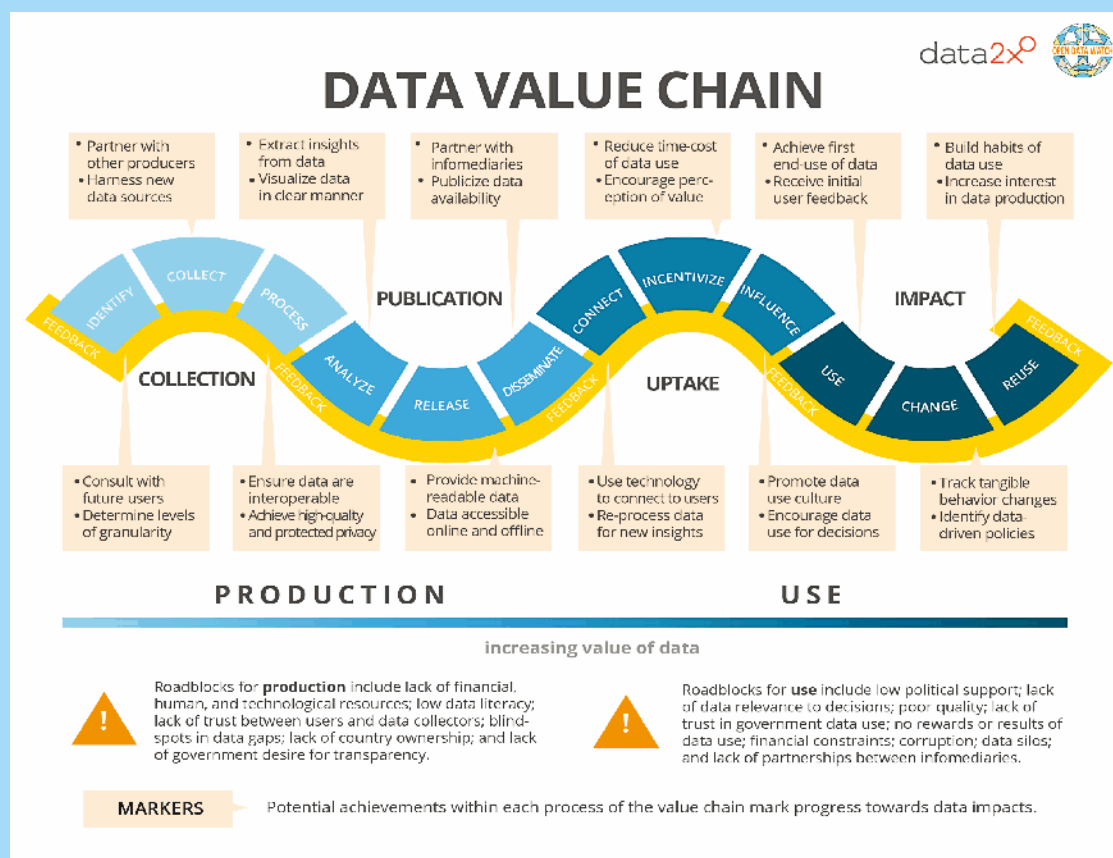 data2x
OPEN DATA WATCH
DATA VALUE CHAIN
• Partner with
other producers
• Harness new
data sources
• Extract insights
from data
• Visualize data
in clear manner
• Partner with
infomediaries
• Publicize data
availability
• Reduce time-cost
of data use
• Encourage perc-
eption of value
• Achieve first
end-use of data
• Receive initial
user feedback
• Build habits of
data use
• Increase interest
in data production
IDENTIFY
COLLECT
PROCESS
ANALYZE
RELEASE
DISSEMINATE
CONNECT
INCENTIVIZE
INFLUENCE
USE
CHANGE
REUSE
FEEDBACK
FEEDBACK
FEEDBACK
FEEDBACK
FEEDBACK
COLLECTION
PUBLICATION
UPTAKE
IMPACT
• Consult with
future users
• Determine levels
of granularity
• Ensure data are
interoperable
• Achieve high-quality
and protected privacy
• Provide machine-
readable data
• Data accessible
online and offline
• Use technology
to connect to users
• Re-process data
for new insights
• Promote data
use culture
• Encourage data
use for decisions
• Track tangible
behavior changes
• Identify data-
driven policies
PRODUCTION
USE
increasing value of data
Roadblocks for production include lack of financial,
human, and technological resources; low data literacy;
lack of trust between users and data collectors; blind-
spots in data gaps; lack of country ownership; and lack
of government desire for transparency.
Roadblocks for use include low political support; lack
of data relevance to decisions; poor quality; lack of
trust in government data use; no rewards or results of
data use; financial constraints; corruption; data silos;
and lack of partnerships between infomediaries.
MARKERS
Potential achievements within each process of the value chain mark progress towards data impacts.